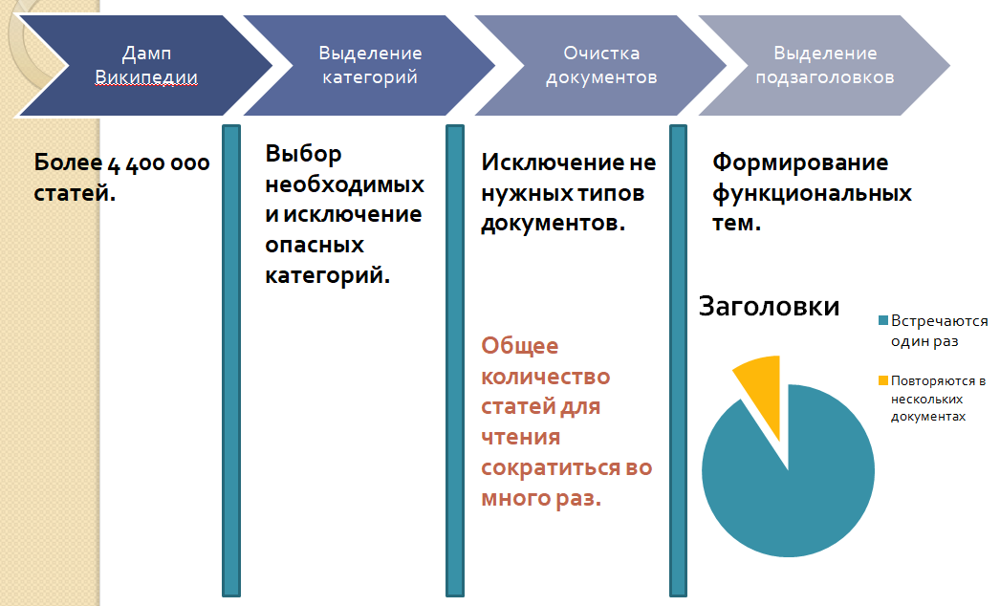 Дамп
Википедии
Выделение
категорий
Очистка
документов
Выделение
подзаголовков
Более 4 400 000
статей.
Выбор
необходимых
и исключение
опасных
категорий.
Исключение не
нужных типов
документов.
Общее
количество
статей для
чтения
сократиться во
много раз.
Формирование
функциональных
тем.
Заголовки
Встречаются
один раз
Повторяются в
нескольких
документах